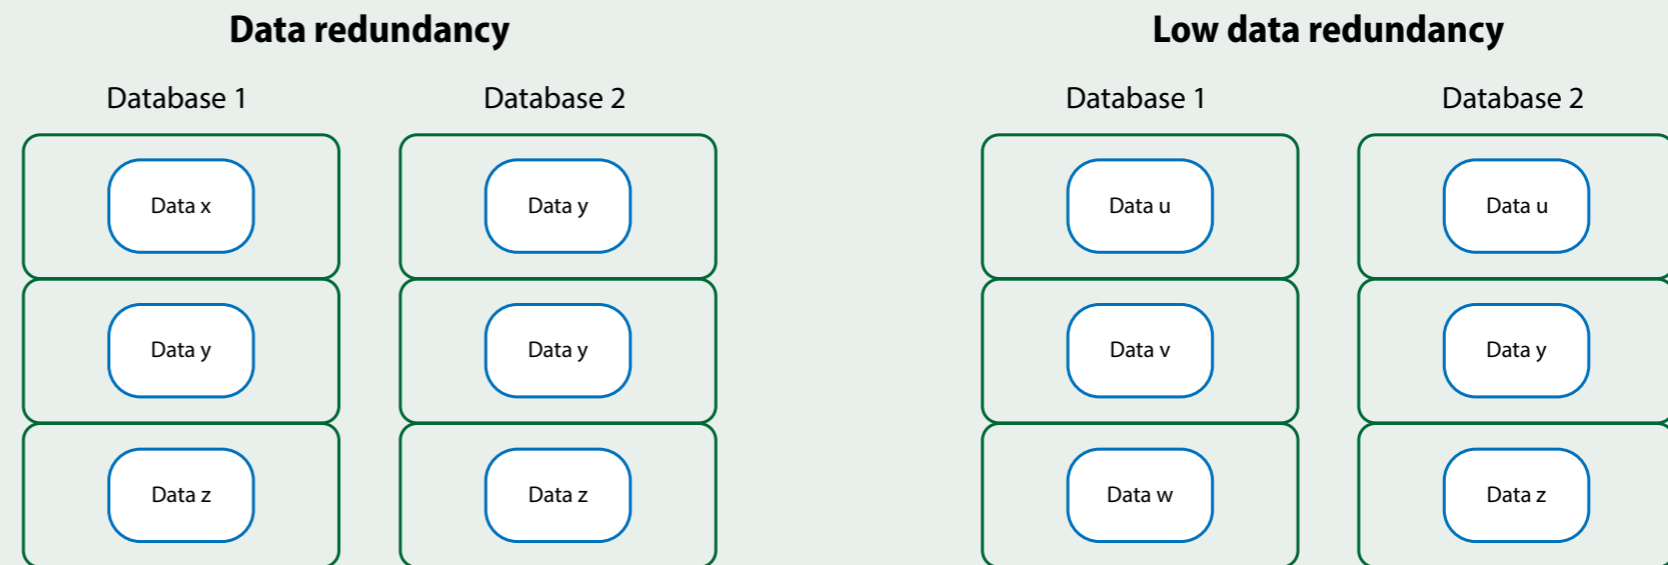 Data redundancy
Database 1
Database 2
Data x
Data y
Data y
Data y
Data z
Data z
Low data redundancy
Database 1
Database 2
Data u
Data u
Data v
Data y
Data w
Data z